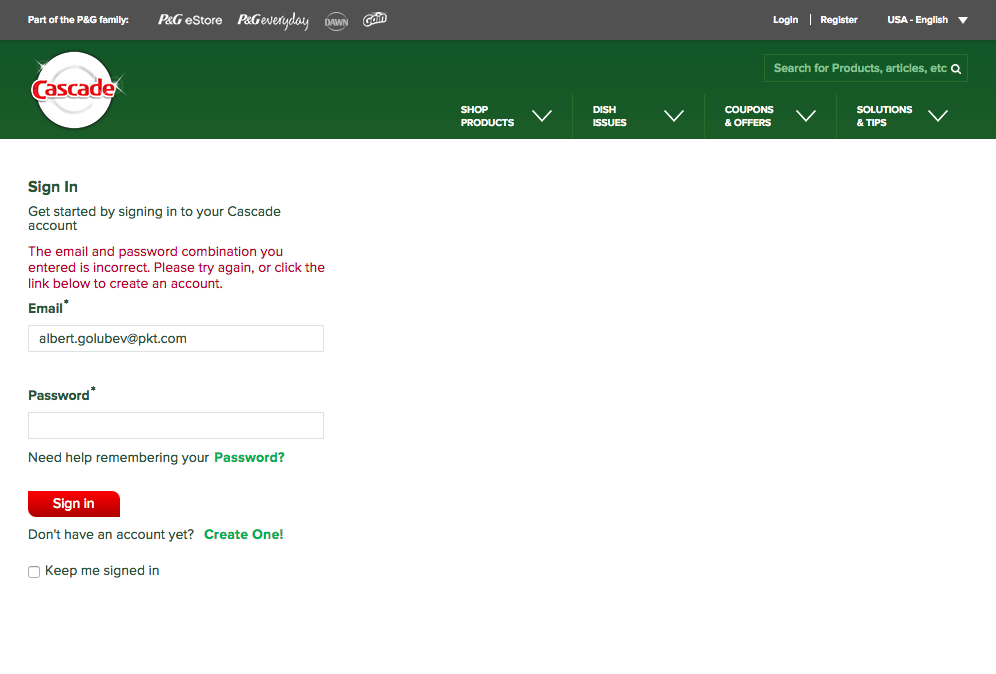 Part of the P&G family: P&G eStore P&G everyday DAWN Gain Login Register USA - English
Cascade
Search for Products, articles, etc
SHOP PRODUCTS
DISH ISSUES
COUPONS & OFFERS
SOLUTIONS & TIPS
Sign In
Get started by signing in to your Cascade
account
The email and password combination you
entered is incorrect. Please try again, or click the
link below to create an account.
Email*
albert.golubev@pkt.com
Password*
Need help remembering your Password?
Sign in
Don't have an account yet? Create One!
Keep me signed in